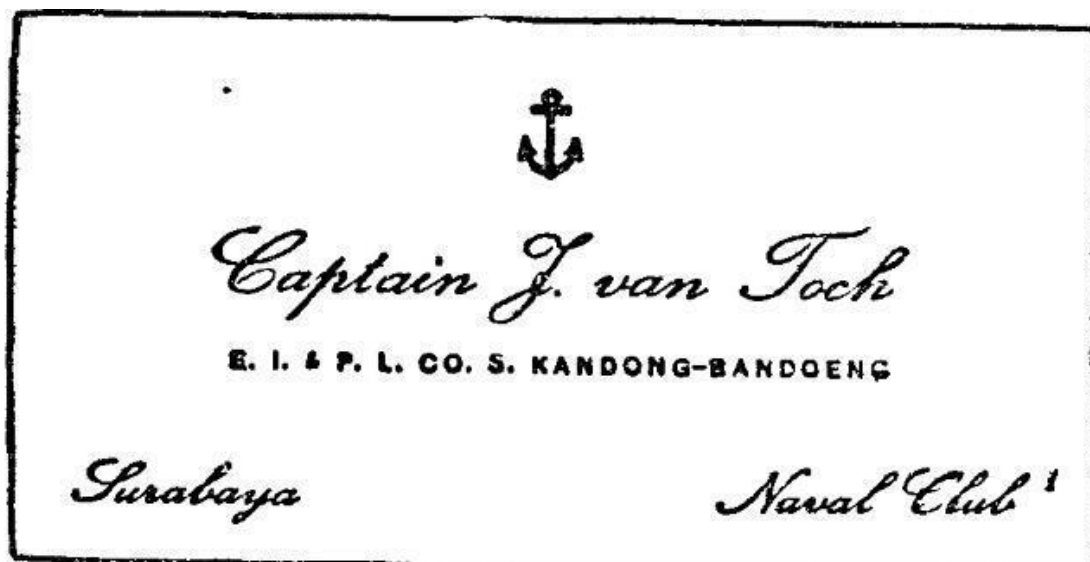 Captain J. van Toch
E. I. & P. L. CO. S. KANDONG-BANDOENG
Surabaya
Naval Club 1